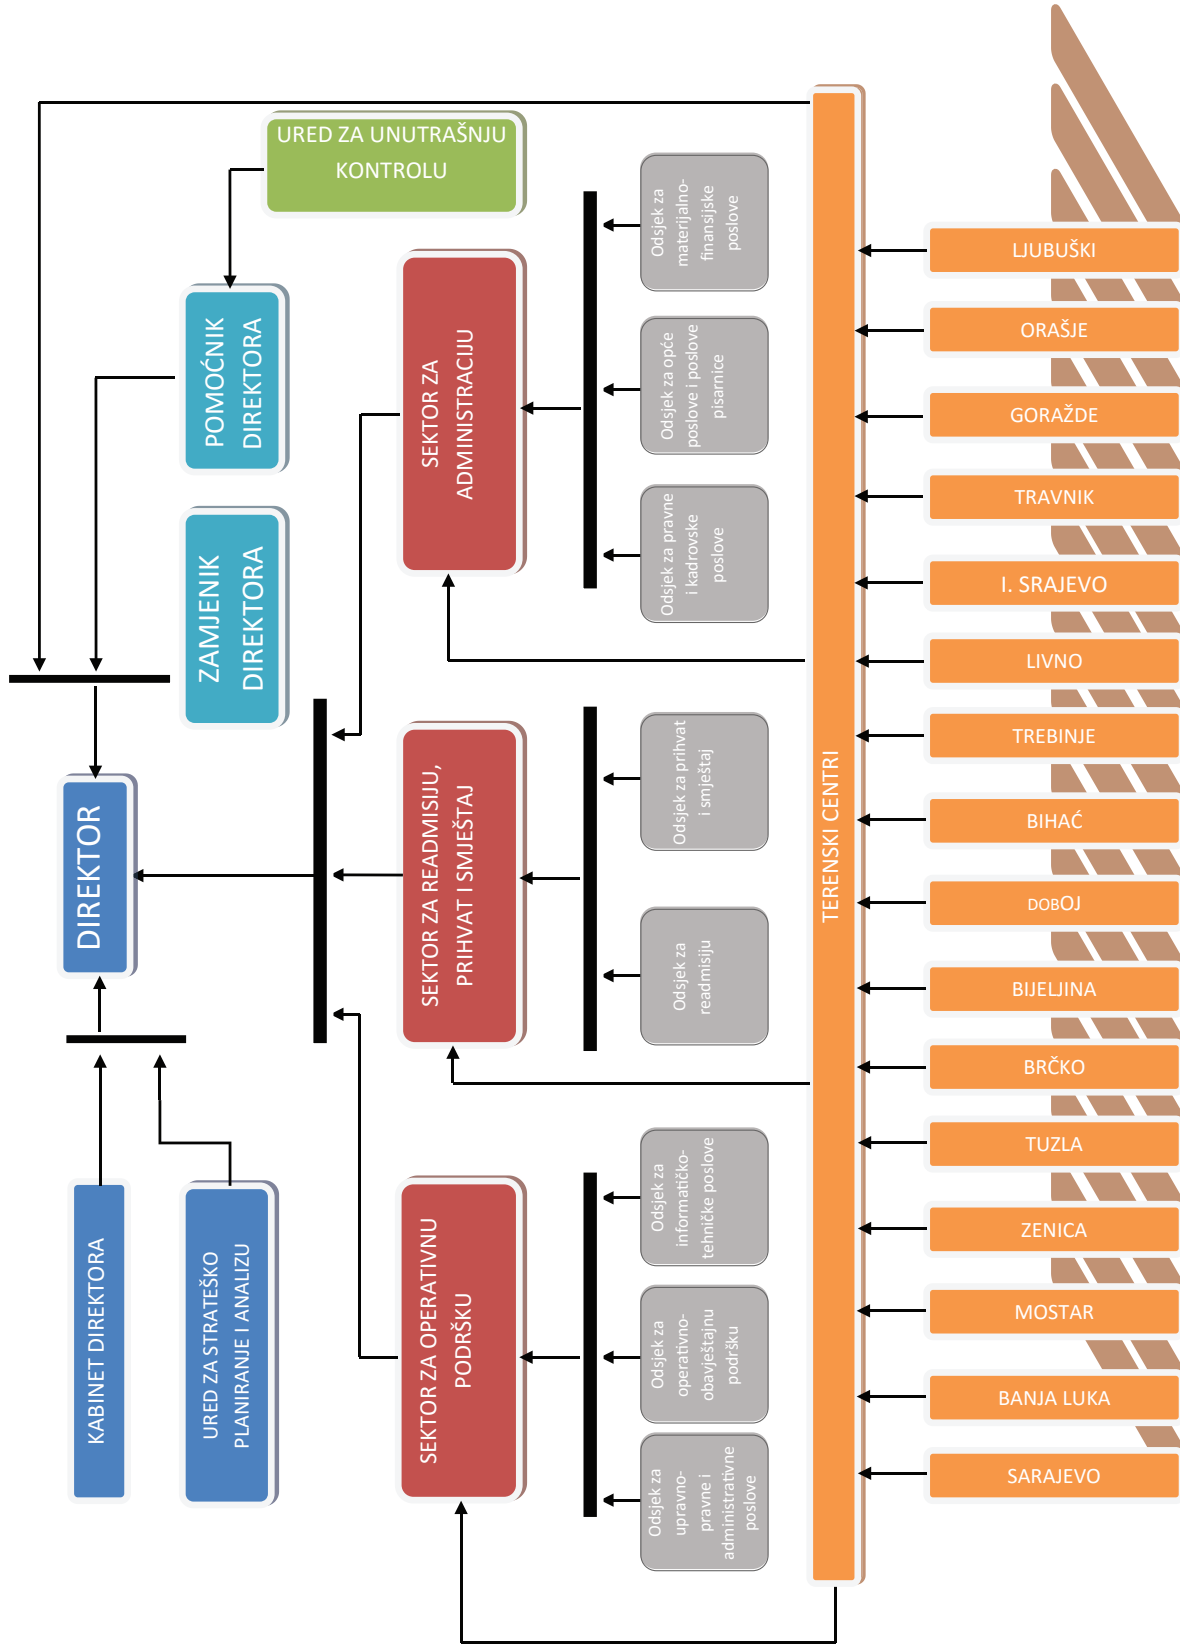 DIREKTOR
KABINET DIREKTORA
URED ZA STRATEŠKO
PLANIRANJE I ANALIZU
ZAMJENIK
DIREKTORA
POMOĆNIK
DIREKTORA
URED ZA UNUTRAŠNJU
KONTROLU
SEKTOR ZA OPERATIVNU
PODRŠKU
SEKTOR ZA READMISIJU,
PRIHVAT I SMJEŠTAJ
SEKTOR ZA
ADMINISTRACIJU
Odsjek za
upravno-
pravne i
administrativne
poslove
Odsjek za
operativno-
obavještajnu
podršku
Odsjek za
informatičko-
tehničke poslove
Odsjek za
readmisiju
Odsjek za prihvat
i smještaj
Odsjek za pravne
i kadrovske
poslove
Odsjek za opće
poslove i poslove
pisarnice
Odsjek za
materijalno-
finansijske
poslove
TERENSKI CENTRI
LJUBUŠKI
ORAŠJE
GORAŽDE
TRAVNIK
I. SRAJEVO
LIVNO
TREBINJE
BIHAĆ
DOBOJ
BIJELJINA
BRČKO
TUZLA
ZENICA
MOSTAR
BANJA LUKA
SARAJEVO